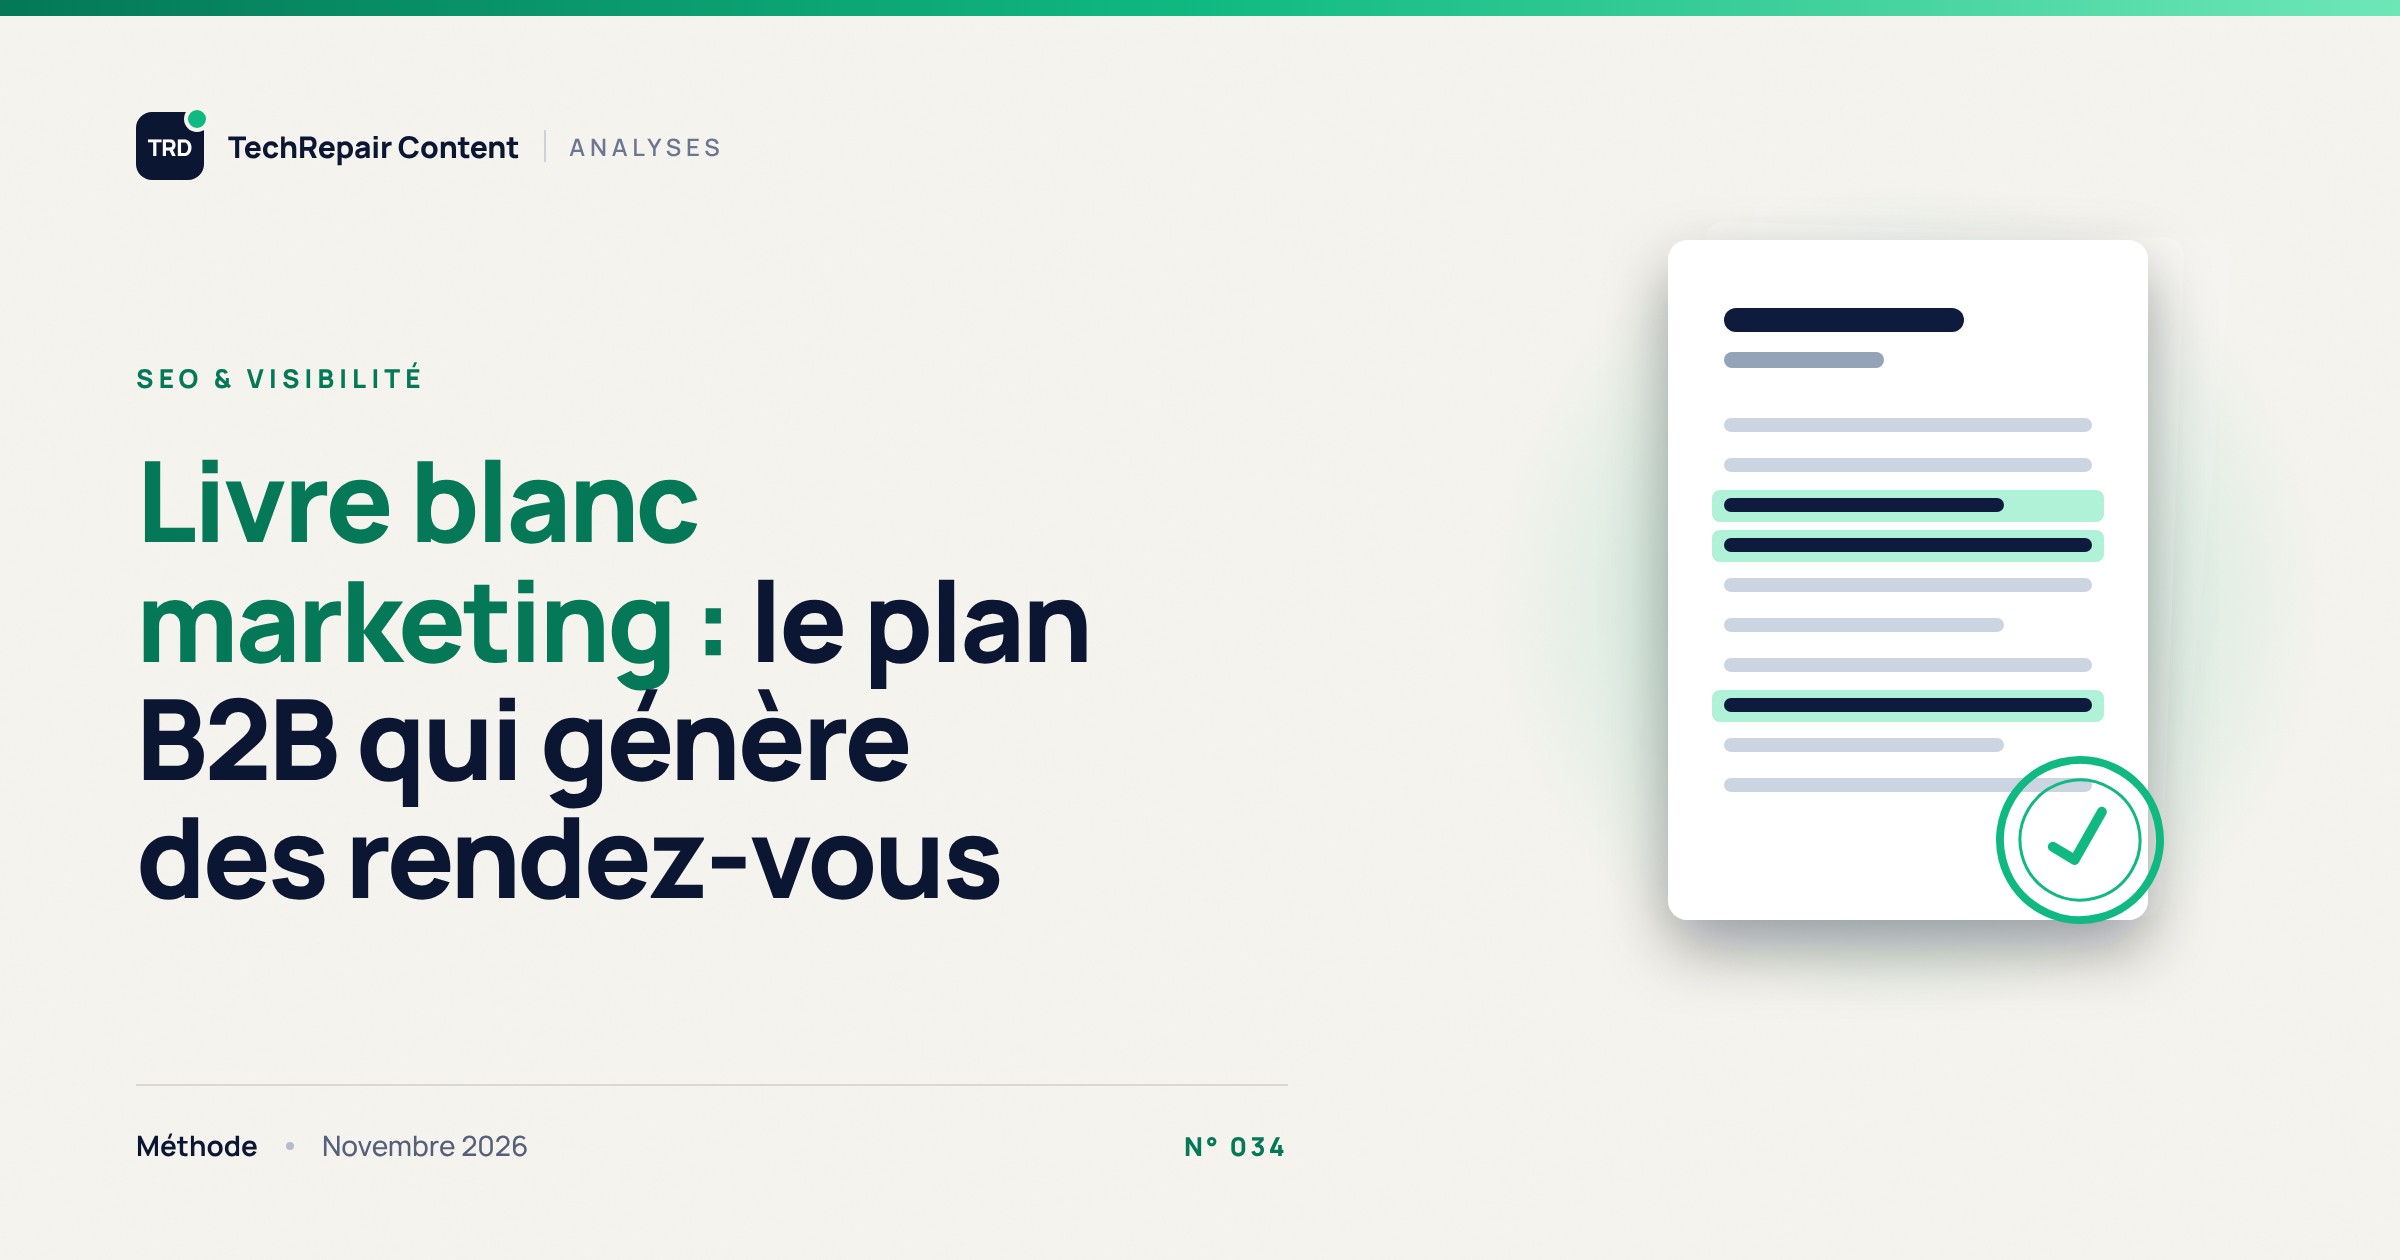 TRD TechRepair Content ANALYSES
SEO & VISIBILITÉ
Livre blanc
marketing : le plan
B2B qui génère
des rendez-vous
Méthode • Novembre 2026 N° 034